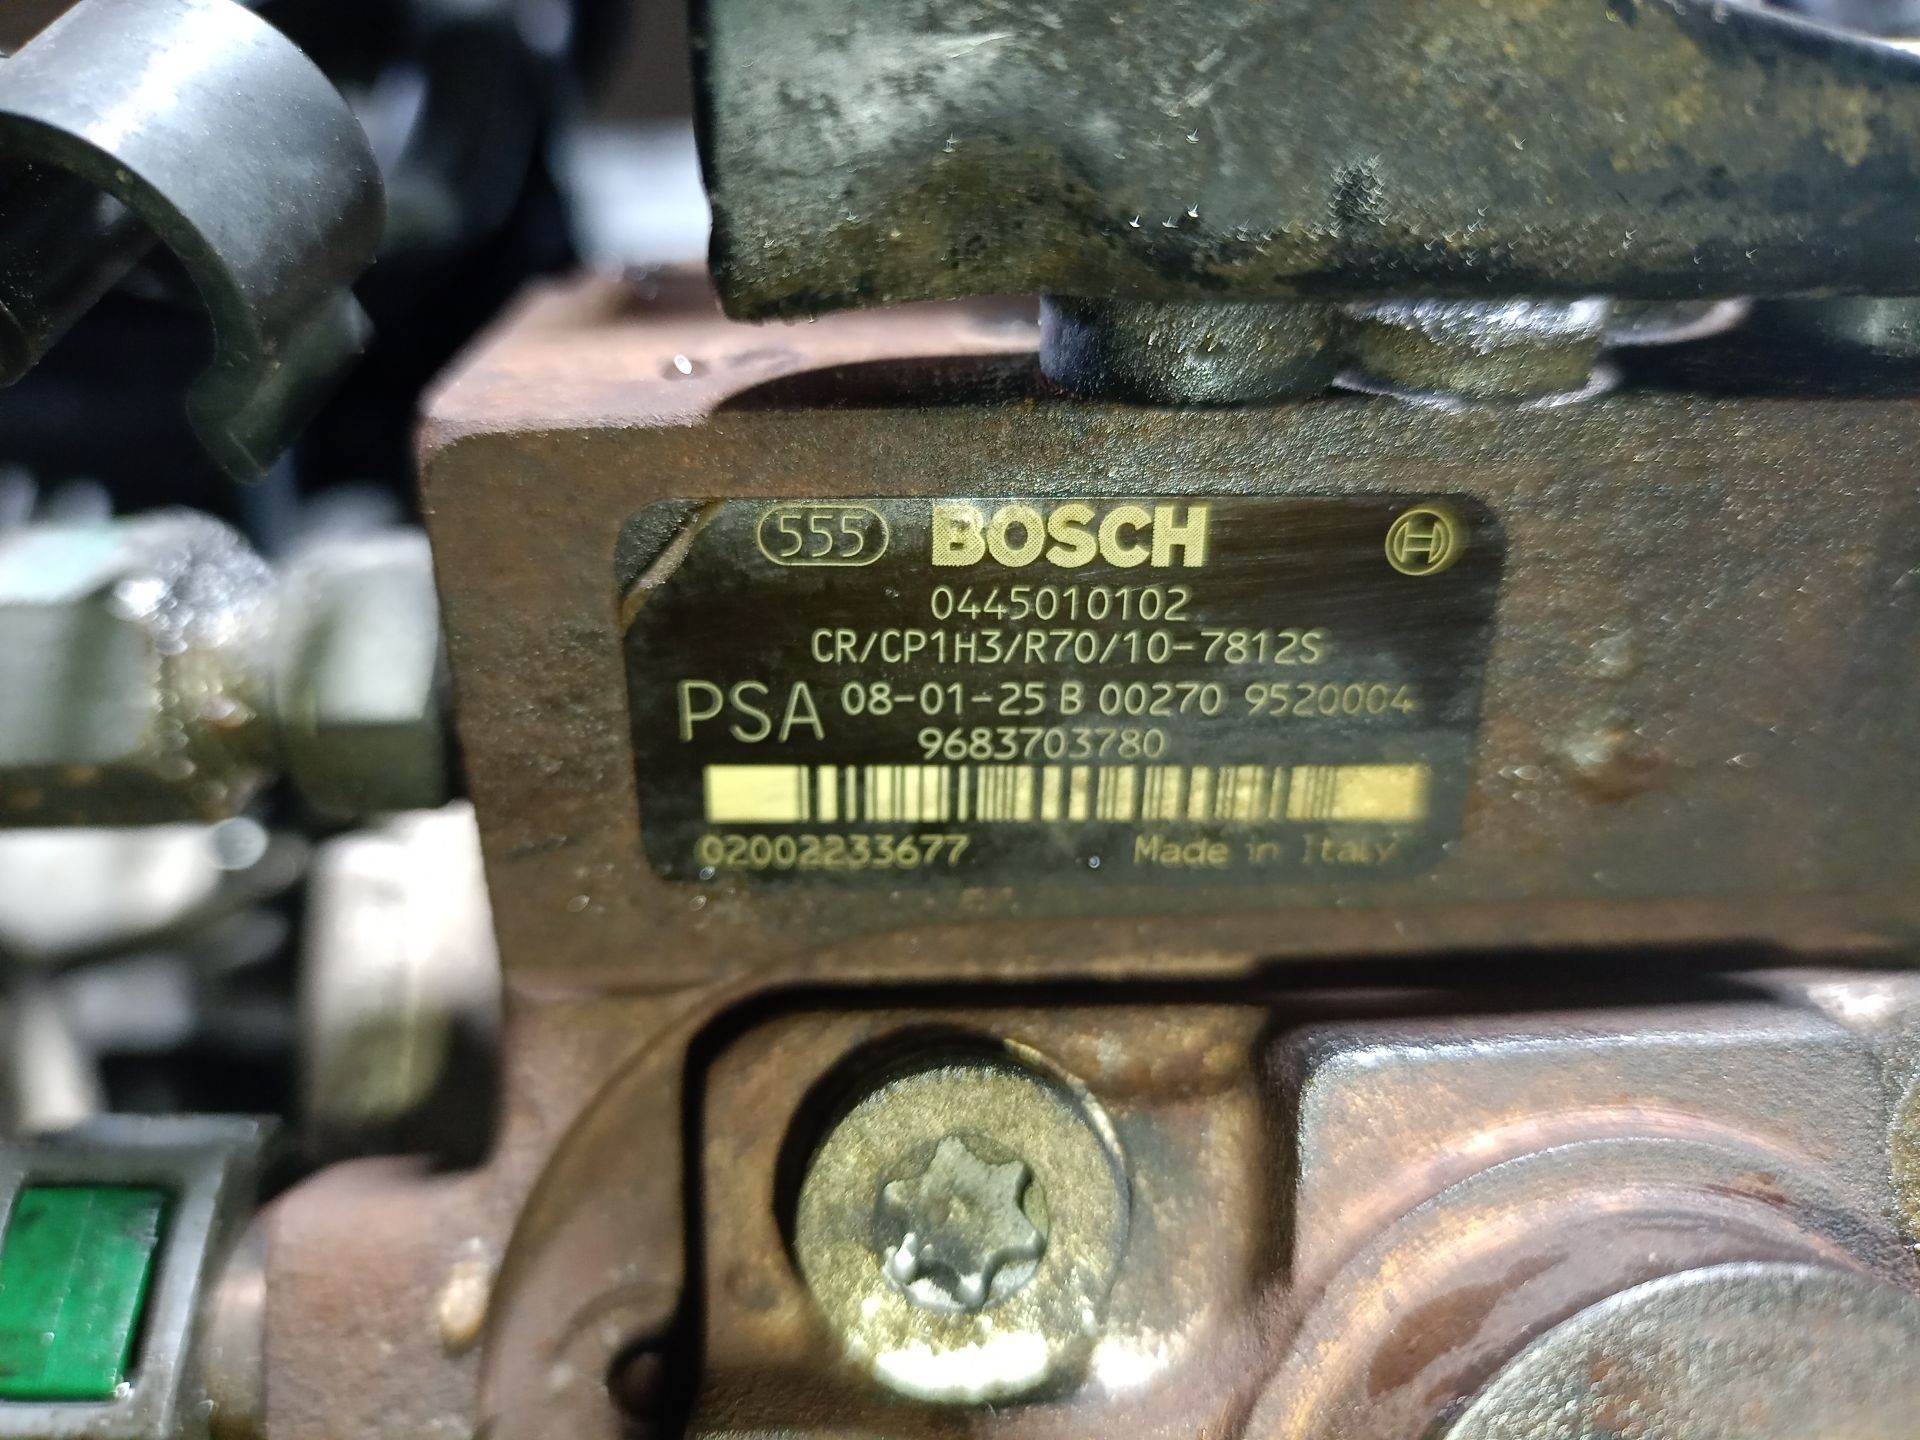 555 BOSCH
0445010102
CR/CP1H3/R70/10-7812S
PSA 08-01-25 B 00270 9520004
9683703780
02002233677 Made in Italy